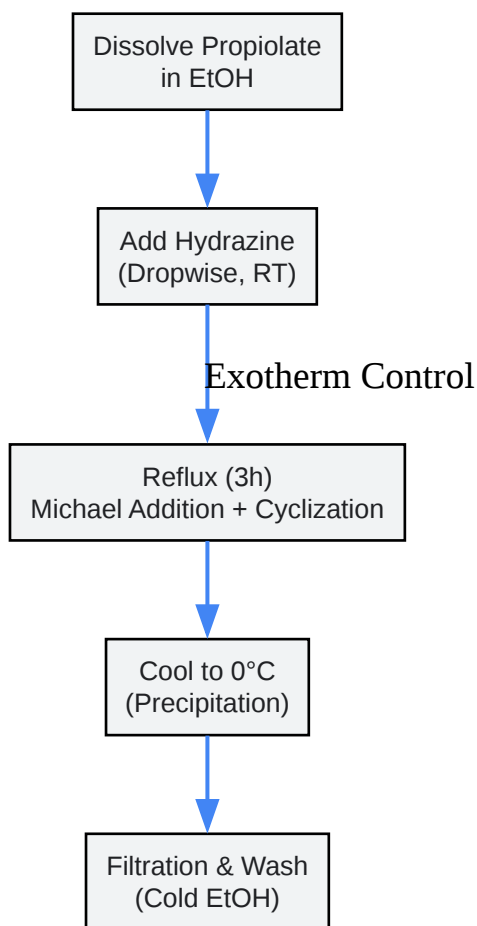 Dissolve Propiolate
in EtOH
Add Hydrazine
(Dropwise, RT)
Exotherm Control
Reflux (3h)
Michael Addition + Cyclization
Cool to 0°C
(Precipitation)
Filtration & Wash
(Cold EtOH)